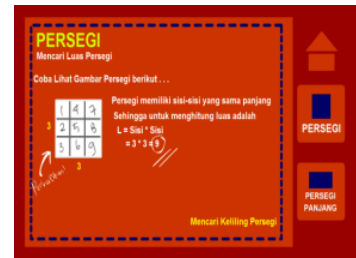 PERSEGI
Mencari Luas Persegi
Coba Lihat Gambar Persegi berikut . . .
1 4 7
2 5 8
3 6 9
3
3
Perhatikan!
Persegi memiliki sisi-sisi yang sama panjang
Sehingga untuk menghitung luas adalah
L = Sisi * Sisi
= 3 * 3 = 9
Mencari Keliling Persegi
PERSEGI
PERSEGI
PANJANG